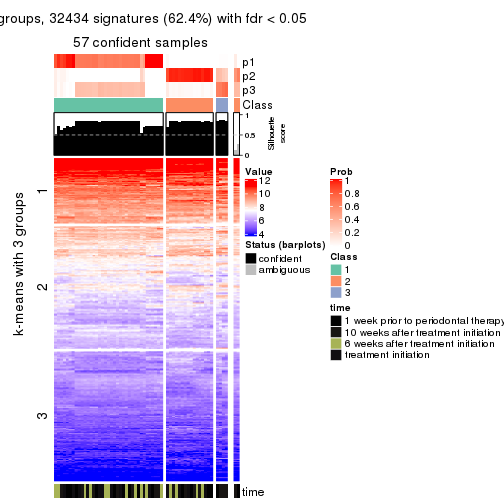 groups, 32434 signatures (62.4%) with fdr < 0.05
57 confident samples
p1
p2
p3
Class
1
0.5
0
Silhouette
score
k-means with 3 groups
1
2
3
time
Value
12
10
8
6
4
Status (barplots)
confident
ambiguous
Prob
1
0.8
0.6
0.4
0.2
0
Class
1
2
3
time
1 week prior to periodontal therapy
10 weeks after treatment initiation
6 weeks after treatment initiation
treatment initiation